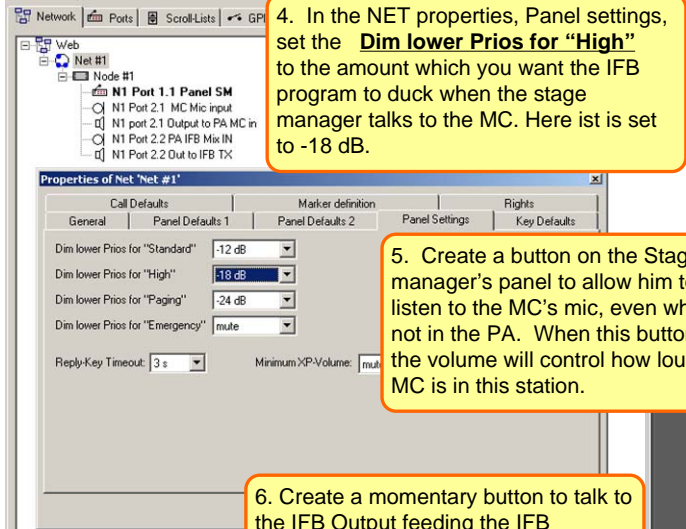 Network Ports Scroll-Lists
4. In the NET properties, Panel settings,
set the Dim lower Prios for “High”
to the amount which you want the IFB
program to duck when the stage
manager talks to the MC. Here ist is set
to -18 dB.
Web
Net #1
Node #1
N1 Port 1.1 Panel SM
N1 Port 2.1 MC Mic input
N1 port 2.1 Output to PA MC in
N1 Port 2.2 PA IFB Mix IN
N1 Port 2.2 Out to IFB TX
Properties of Net 'Net #1'
Call Defaults Marker definition Rights
General Panel Defaults 1 Panel Defaults 2 Panel Settings Key Defaults
Dim lower Prios for "Standard" -12 dB
Dim lower Prios for "High" -18 dB
Dim lower Prios for "Paging" -24 dB
Dim lower Prios for "Emergency" mute
Reply-Key Timeout: 3 s Minimum XP-Volume:
5. Create a button on the
manager’s panel to allow him
listen to the MC’s mic, even
not in the PA. When this
the volume will control how
MC is in this station.
6. Create a momentary button to talk to
the IFB Output feeding the IFB